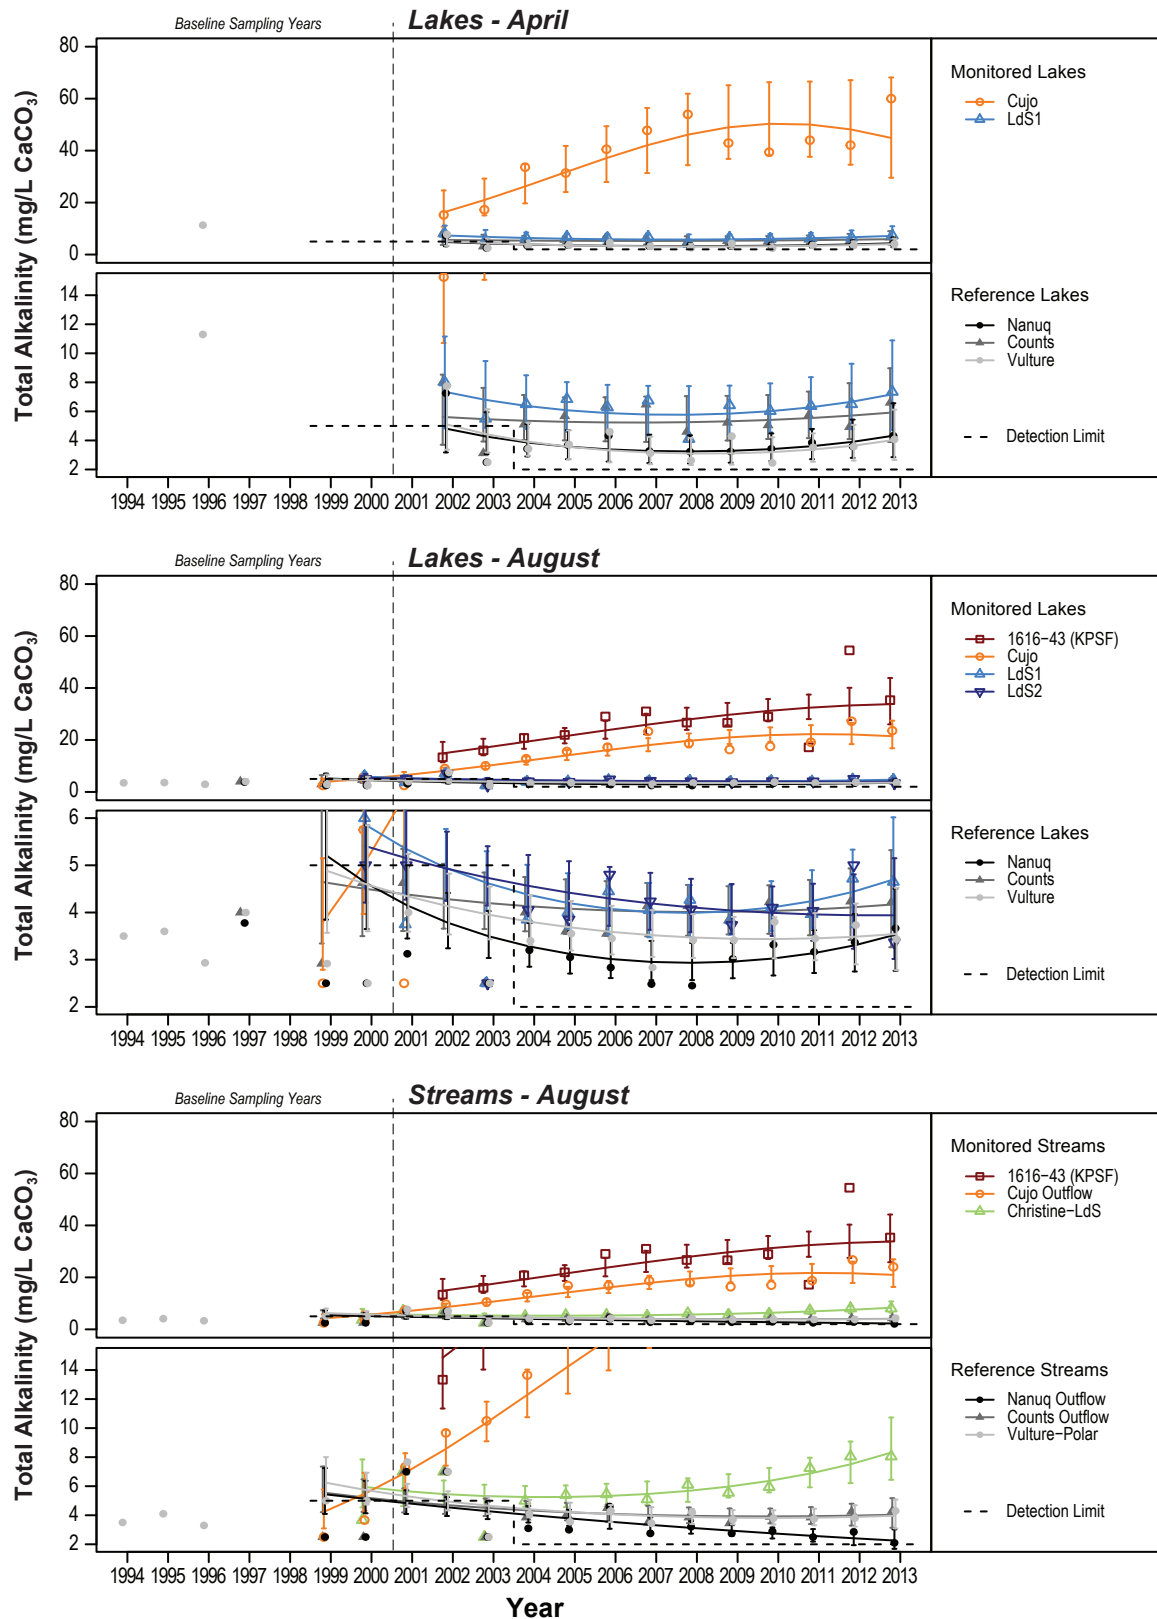 Baseline Sampling Years
Lakes - April
Total Alkalinity (mg/L CaCO3)
80
60
40
20
0
14
12
10
8
6
4
2
1994 1995 1996 1997 1998 1999 2000 2001 2002 2003 2004 2005 2006 2007 2008 2009 2010 2011 2012 2013
Monitored Lakes
Cujo
LdS1
Reference Lakes
Nanuq
Counts
Vulture
Detection Limit
Baseline Sampling Years
Lakes - August
Total Alkalinity (mg/L CaCO3)
80
60
40
20
0
6
5
4
3
2
1994 1995 1996 1997 1998 1999 2000 2001 2002 2003 2004 2005 2006 2007 2008 2009 2010 2011 2012 2013
Monitored Lakes
1616-43 (KPSF)
Cujo
LdS1
LdS2
Reference Lakes
Nanuq
Counts
Vulture
Detection Limit
Baseline Sampling Years
Streams - August
Total Alkalinity (mg/L CaCO3)
80
60
40
20
0
14
12
10
8
6
4
2
1994 1995 1996 1997 1998 1999 2000 2001 2002 2003 2004 2005 2006 2007 2008 2009 2010 2011 2012 2013
Year
Monitored Streams
1616-43 (KPSF)
Cujo Outflow
Christine-LdS
Reference Streams
Nanuq Outflow
Counts Outflow
Vulture-Polar
Detection Limit